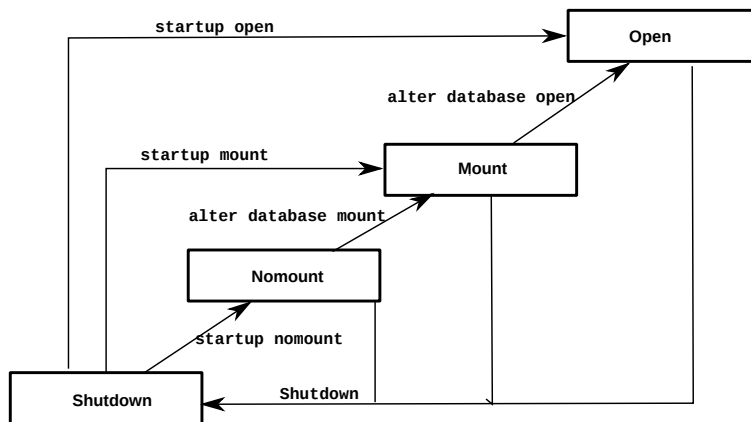 startup open
Open
alter database open
startup mount
Mount
alter database mount
Nomount
startup nomount
Shutdown
Shutdown